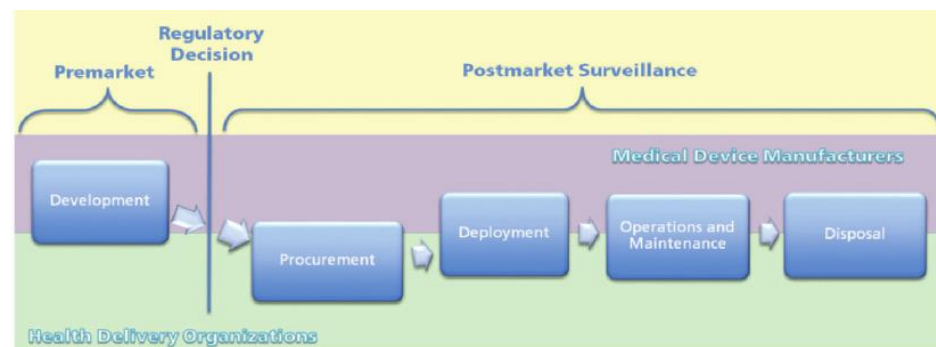 Regulatory
Decision
Premarket
Postmarket Surveillance
Medical Device Manufacturers
Development
Procurement
Deployment
Operations and
Maintenance
Disposal
Health Delivery Organizations